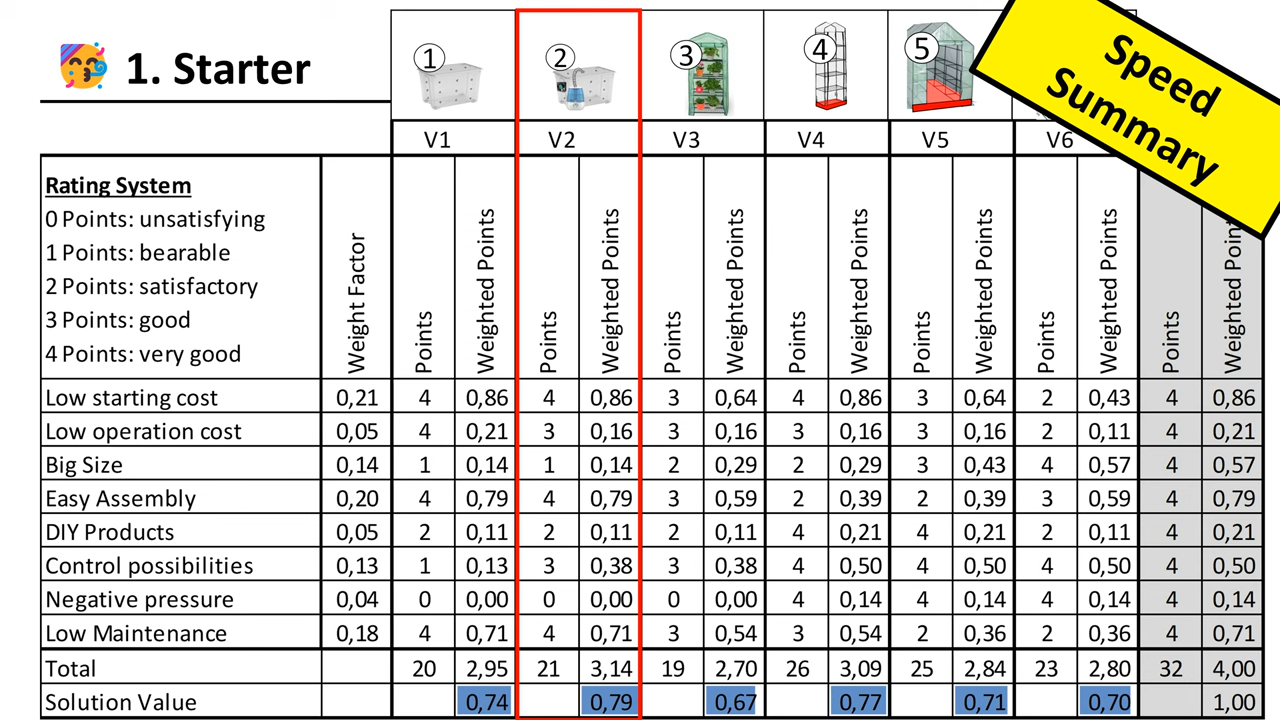 1. Starter
1 2 3 4 5
Speed
Summary
V1 V2 V3 V4 V5 V6
Rating System
0 Points: unsatisfying
1 Points: bearable
2 Points: satisfactory
3 Points: good
4 Points: very good
Weight Factor Points Weighted Points Points Weighted Points Points Weighted Points Points Weighted Points Points Weighted Points Points Weighted Points Points Weighted Points
Low starting cost 0,21 4 0,86 4 0,86 3 0,64 4 0,86 3 0,64 2 0,43 4 0,86
Low operation cost 0,05 4 0,21 3 0,16 3 0,16 3 0,16 3 0,16 2 0,11 4 0,21
Big Size 0,14 1 0,14 1 0,14 2 0,29 2 0,29 3 0,43 4 0,57 4 0,57
Easy Assembly 0,20 4 0,79 4 0,79 3 0,59 2 0,39 2 0,39 3 0,59 4 0,79
DIY Products 0,05 2 0,11 2 0,11 2 0,11 4 0,21 4 0,21 2 0,11 4 0,21
Control possibilities 0,13 1 0,13 3 0,38 3 0,38 4 0,50 4 0,50 4 0,50 4 0,50
Negative pressure 0,04 0 0,00 0 0,00 0 0,00 4 0,14 4 0,14 4 0,14 4 0,14
Low Maintenance 0,18 4 0,71 4 0,71 3 0,54 3 0,54 2 0,36 2 0,36 4 0,71
Total 20 2,95 21 3,14 19 2,70 26 3,09 25 2,84 23 2,80 32 4,00
Solution Value 0,74 0,79 0,67 0,77 0,71 0,70 1,00